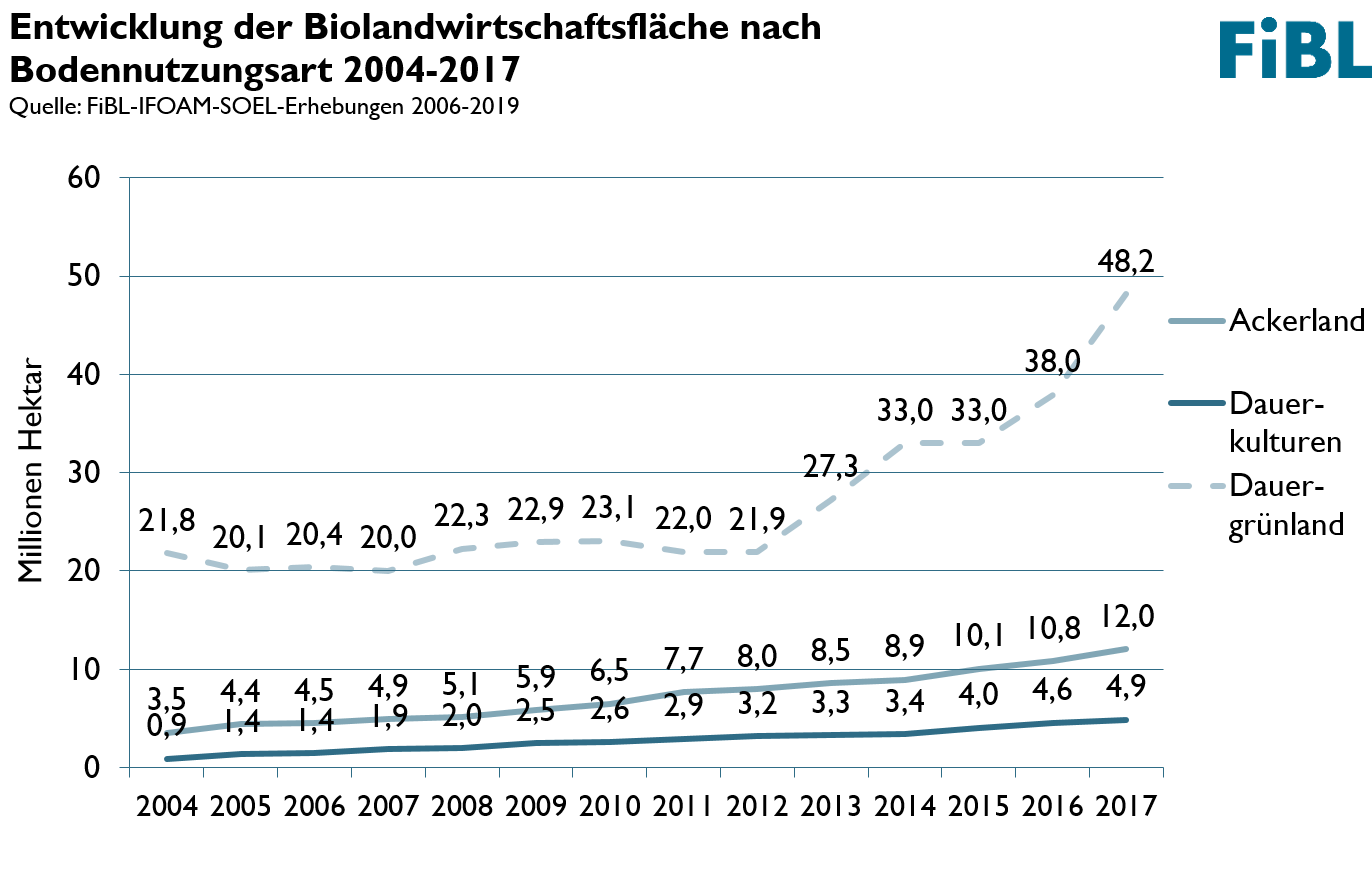 Entwicklung der Biolandwirtschaftsfläche nach
Bodennutzungsart 2004-2017
Quelle: FiBL-IFOAM-SOEL-Erhebungen 2006-2019
FiBL
60
50
40
30
20
10
0
Millionen Hektar
21,8 20,1 20,4 20,0 22,3 22,9 23,1 22,0 21,9 27,3 33,0 33,0 38,0 48,2
3,5 4,4 4,5 4,9 5,1 5,9 6,5 7,7 8,0 8,5 8,9 10,1 10,8 12,0
0,9 1,4 1,4 1,9 2,0 2,5 2,6 2,9 3,2 3,3 3,4 4,0 4,6 4,9
2004 2005 2006 2007 2008 2009 2010 2011 2012 2013 2014 2015 2016 2017
Ackerland
Dauer-
kulturen
Dauer-
grünland